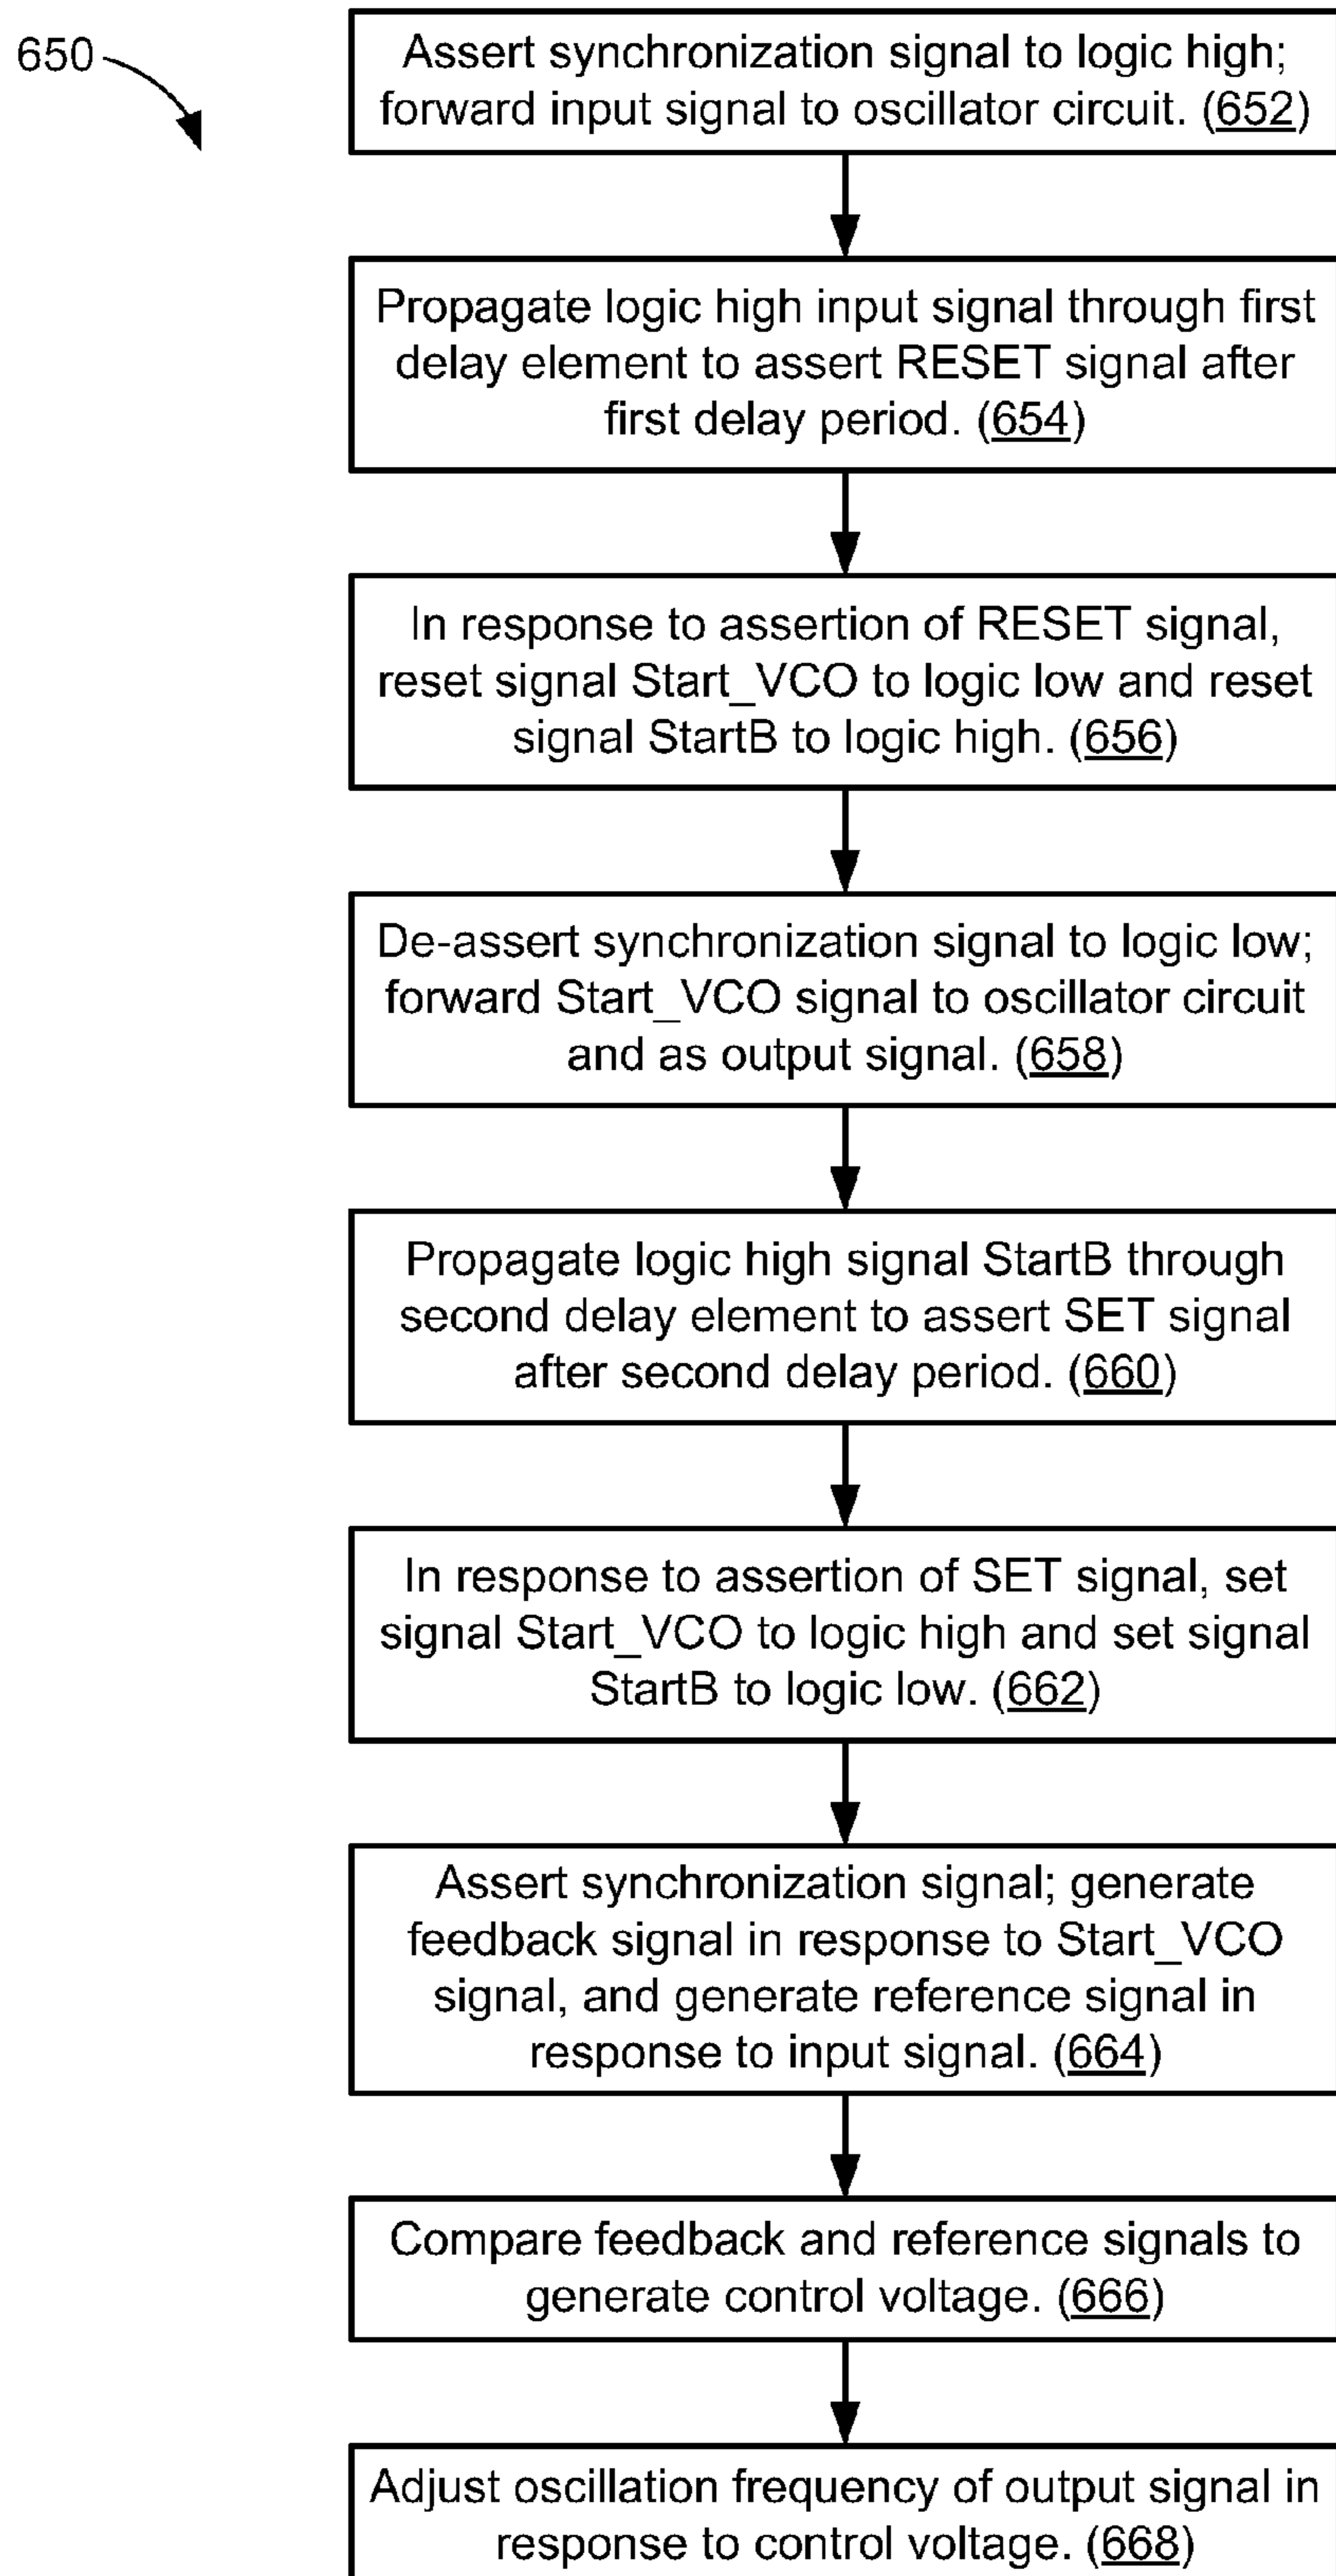 650
Assert synchronization signal to logic high;
forward input signal to oscillator circuit. (652)
Propagate logic high input signal through first
delay element to assert RESET signal after
first delay period. (654)
In response to assertion of RESET signal,
reset signal Start_VCO to logic low and reset
signal StartB to logic high. (656)
De-assert synchronization signal to logic low;
forward Start_VCO signal to oscillator circuit
and as output signal. (658)
Propagate logic high signal StartB through
second delay element to assert SET signal
after second delay period. (660)
In response to assertion of SET signal, set
signal Start_VCO to logic high and set signal
StartB to logic low. (662)
Assert synchronization signal; generate
feedback signal in response to Start_VCO
signal, and generate reference signal in
response to input signal. (664)
Compare feedback and reference signals to
generate control voltage. (666)
Adjust oscillation frequency of output signal in
response to control voltage. (668)